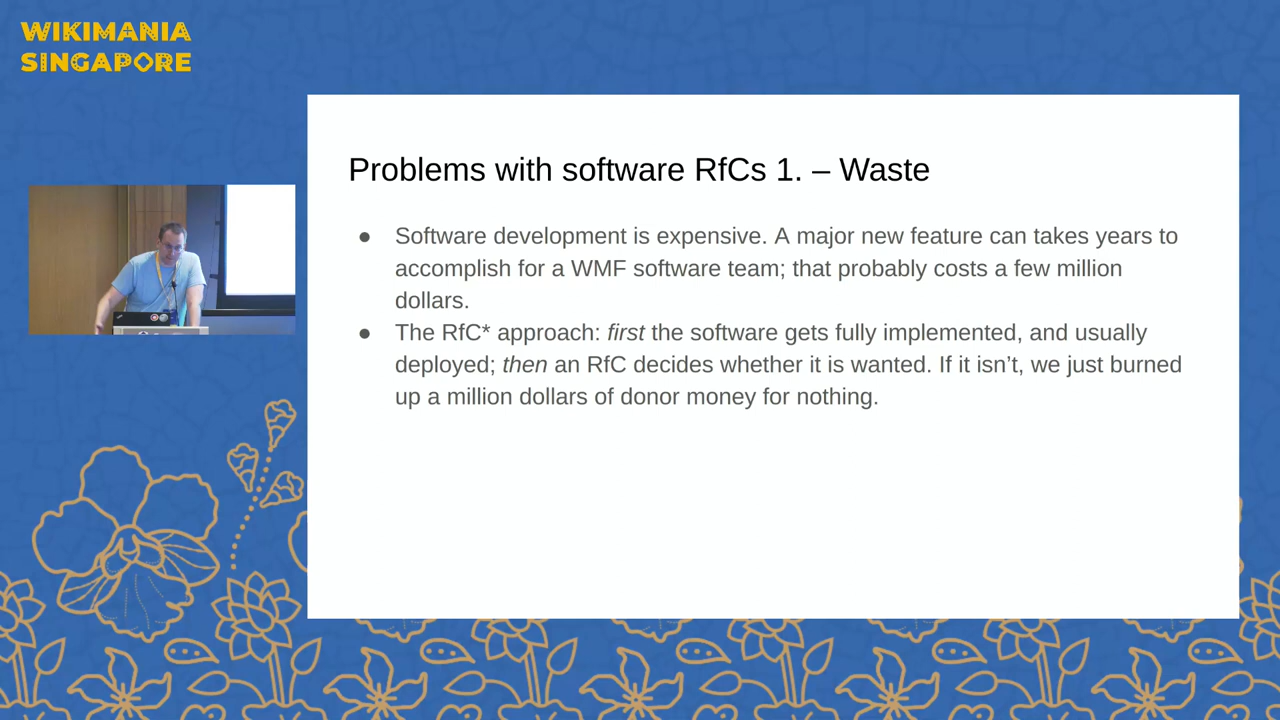 WIKIMANIA
SINGAPORE
Problems with software RfCs 1. – Waste
● Software development is expensive. A major new feature can takes years to
accomplish for a WMF software team; that probably costs a few million
dollars.
● The RfC* approach: first the software gets fully implemented, and usually
deployed; then an RfC decides whether it is wanted. If it isn’t, we just burned
up a million dollars of donor money for nothing.